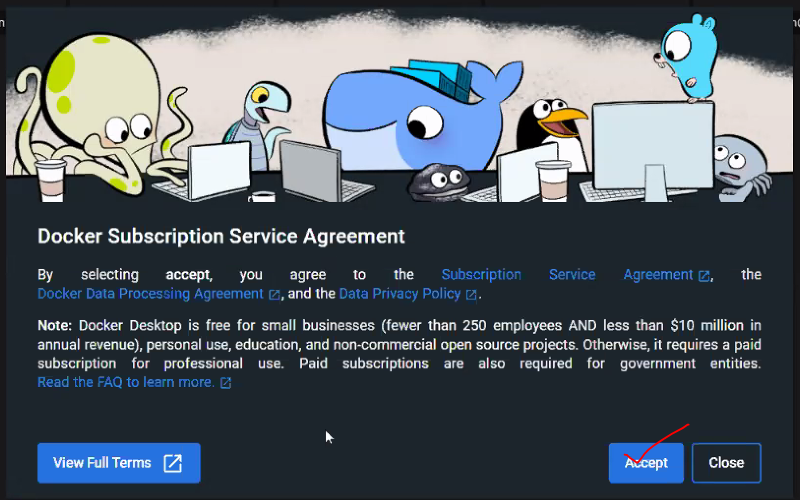 Docker Subscription Service Agreement
By selecting accept, you agree to the Subscription Service Agreement, the
Docker Data Processing Agreement, and the Data Privacy Policy.
Note: Docker Desktop is free for small businesses (fewer than 250 employees AND less than $10 million in
annual revenue), personal use, education, and non-commercial open source projects. Otherwise, it requires a paid
subscription for professional use. Paid subscriptions are also required for government entities.
Read the FAQ to learn more.
View Full Terms
Accept
Close